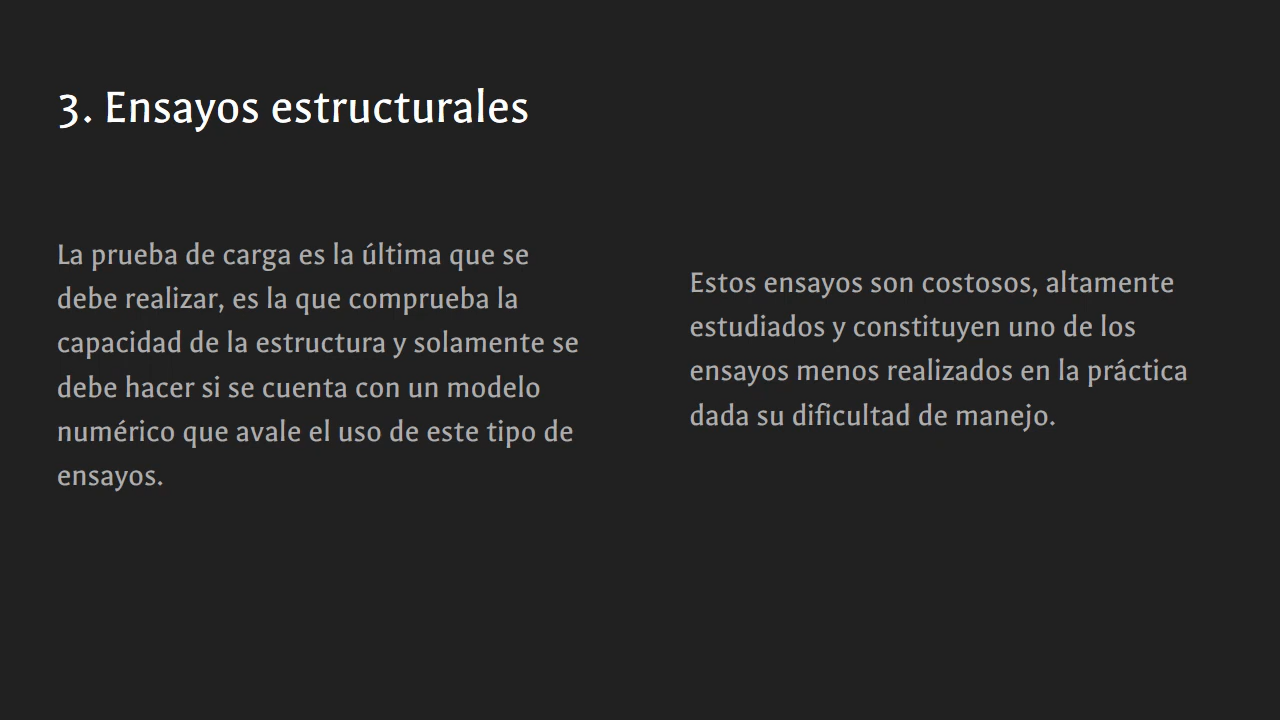 3. Ensayos estructurales
La prueba de carga es la última que se
debe realizar, es la que comprueba la
capacidad de la estructura y solamente se
debe hacer si se cuenta con un modelo
numérico que avale el uso de este tipo de
ensayos.
Estos ensayos son costosos, altamente
estudiados y constituyen uno de los
ensayos menos realizados en la práctica
dada su dificultad de manejo.